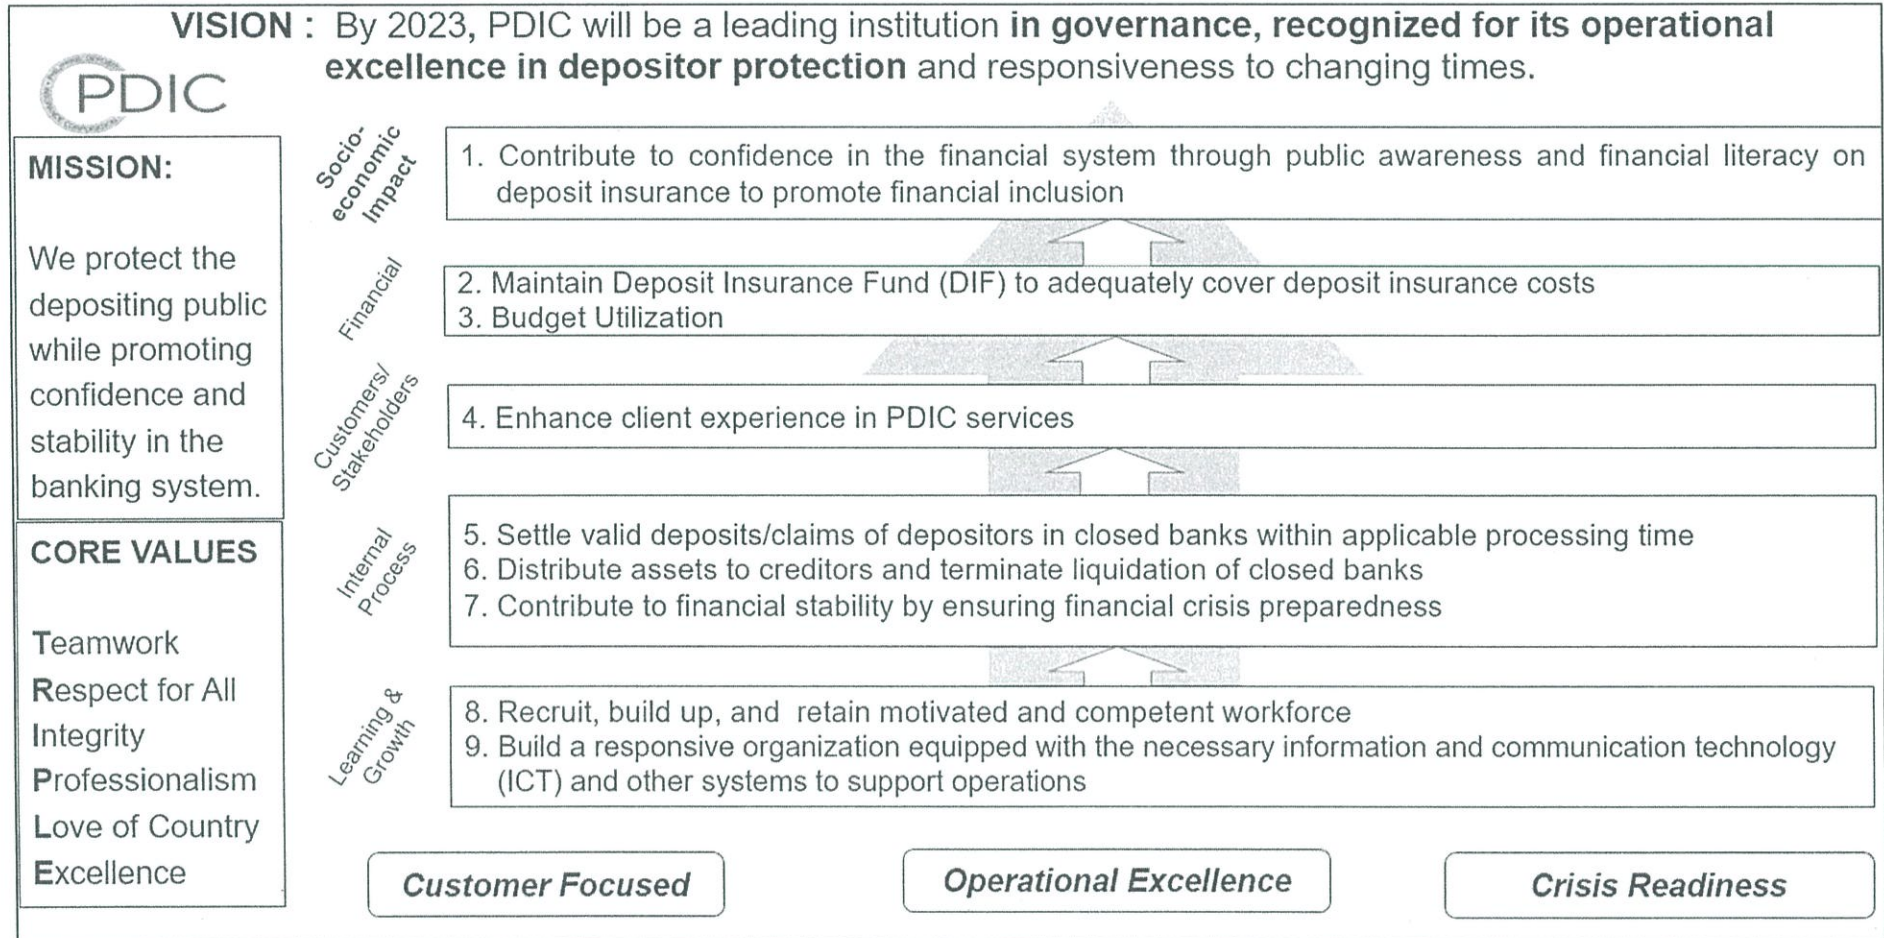 VISION : By 2023, PDIC will be a leading institution in governance, recognized for its operational
excellence in depositor protection and responsiveness to changing times.
PDIC
MISSION:
We protect the
depositing public
while promoting
confidence and
stability in the
banking system.
CORE VALUES
Teamwork
Respect for All
Integrity
Professionalism
Love of Country
Excellence
Socio-
economic
Impact
1. Contribute to confidence in the financial system through public awareness and financial literacy on
deposit insurance to promote financial inclusion
Financial
2. Maintain Deposit Insurance Fund (DIF) to adequately cover deposit insurance costs
3. Budget Utilization
Customers/
Stakeholders
4. Enhance client experience in PDIC services
Internal
Process
5. Settle valid deposits/claims of depositors in closed banks within applicable processing time
6. Distribute assets to creditors and terminate liquidation of closed banks
7. Contribute to financial stability by ensuring financial crisis preparedness
Learning &
Growth
8. Recruit, build up, and retain motivated and competent workforce
9. Build a responsive organization equipped with the necessary information and communication technology
(ICT) and other systems to support operations
Customer Focused
Operational Excellence
Crisis Readiness